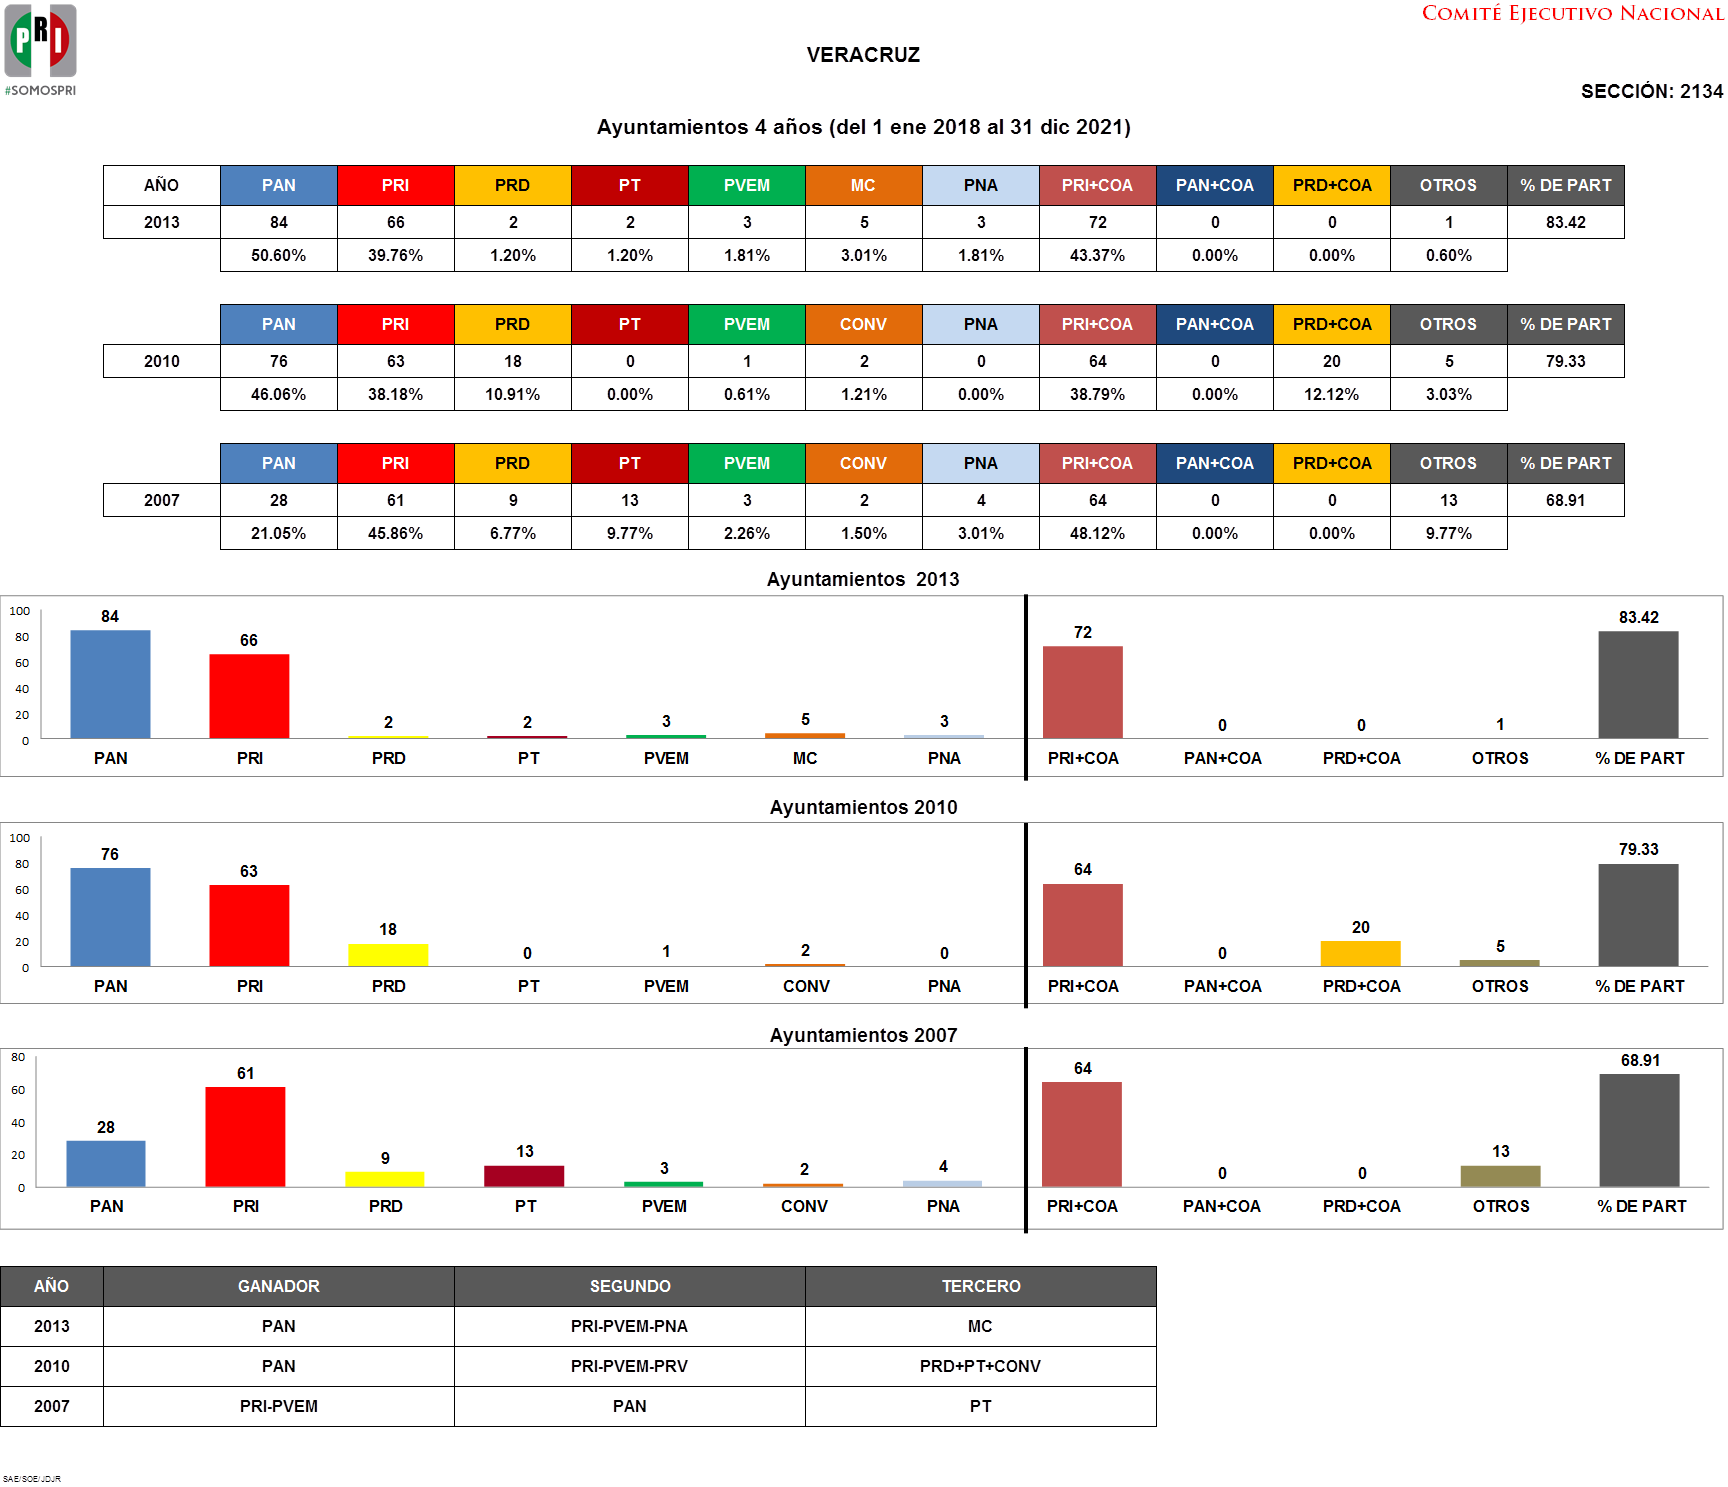 PRI
#SOMOSPRI
COMITÉ EJECUTIVO NACIONAL
VERACRUZ
SECCIÓN: 2134
Ayuntamientos 4 años (del 1 ene 2018 al 31 dic 2021)
AÑO PAN PRI PRD PT PVEM MC PNA PRI+COA PAN+COA PRD+COA OTROS % DE PART
2013 84 66 2 2 3 5 3 72 0 0 1 83.42
50.60% 39.76% 1.20% 1.20% 1.81% 3.01% 1.81% 43.37% 0.00% 0.00% 0.60%
PAN PRI PRD PT PVEM CONV PNA PRI+COA PAN+COA PRD+COA OTROS % DE PART
2010 76 63 18 0 1 2 0 64 0 20 5 79.33
46.06% 38.18% 10.91% 0.00% 0.61% 1.21% 0.00% 38.79% 0.00% 12.12% 3.03%
PAN PRI PRD PT PVEM CONV PNA PRI+COA PAN+COA PRD+COA OTROS % DE PART
2007 28 61 9 13 3 2 4 64 0 0 13 68.91
21.05% 45.86% 6.77% 9.77% 2.26% 1.50% 3.01% 48.12% 0.00% 0.00% 9.77%
Ayuntamientos 2013
100
80
60
40
20
0
84 66 2 2 3 5 3 72 0 0 1 83.42
PAN PRI PRD PT PVEM MC PNA PRI+COA PAN+COA PRD+COA OTROS % DE PART
Ayuntamientos 2010
100
80
60
40
20
0
76 63 18 0 1 2 0 64 0 20 5 79.33
PAN PRI PRD PT PVEM CONV PNA PRI+COA PAN+COA PRD+COA OTROS % DE PART
Ayuntamientos 2007
80
60
40
20
0
28 61 9 13 3 2 4 64 0 0 13 68.91
PAN PRI PRD PT PVEM CONV PNA PRI+COA PAN+COA PRD+COA OTROS % DE PART
AÑO GANADOR SEGUNDO TERCERO
2013 PAN PRI-PVEM-PNA MC
2010 PAN PRI-PVEM-PRV PRD+PT+CONV
2007 PRI-PVEM PAN PT
SAE/SOE/JDJR